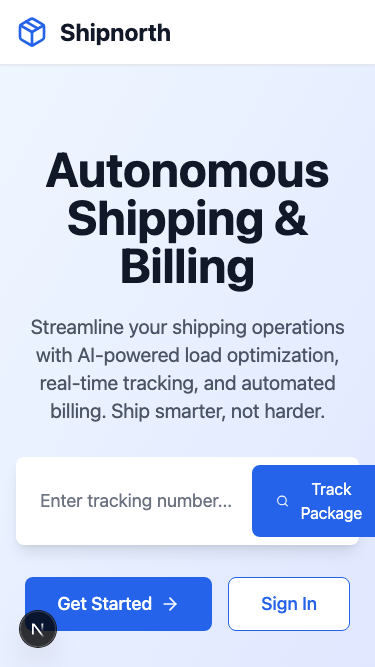 Shipnorth
Autonomous
Shipping &
Billing
Streamline your shipping operations
with AI-powered load optimization,
real-time tracking, and automated
billing. Ship smarter, not harder.
Enter tracking number...
Track
Package
Get Started
Sign In
N